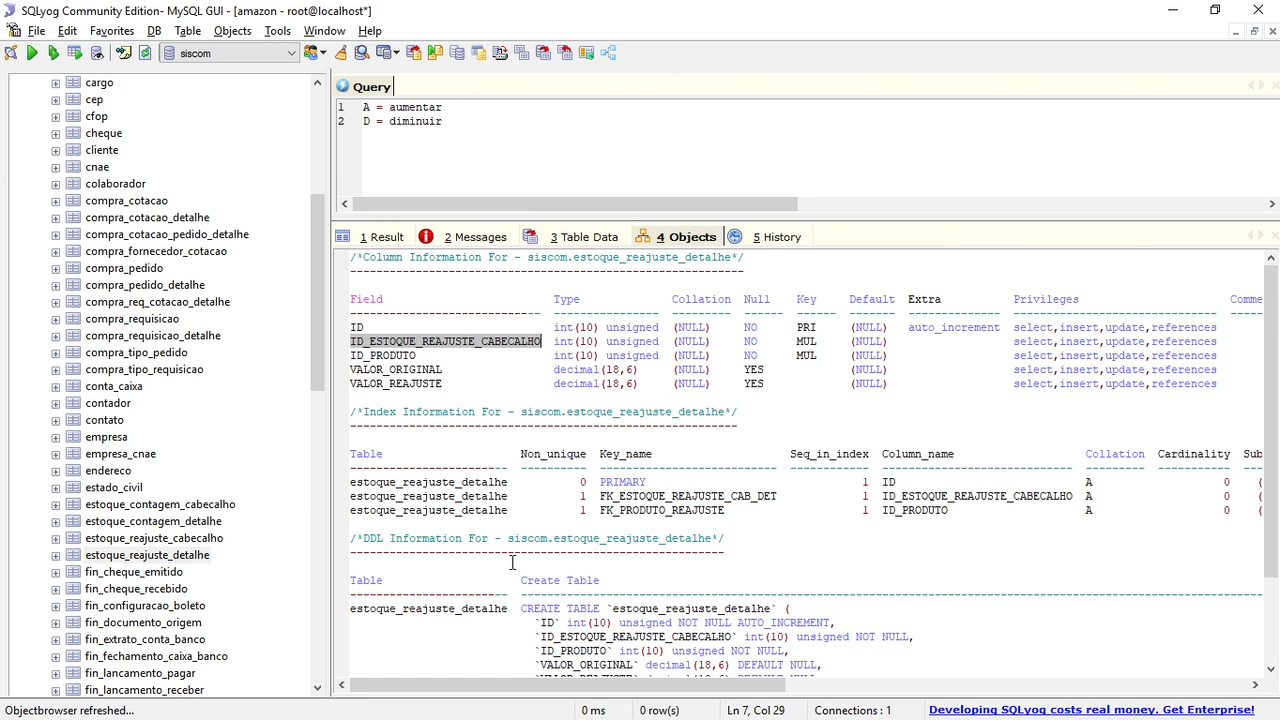 SQLyog Community Edition- MySQL GUI - [amazon - root@localhost*]
File Edit Favorites DB Table Objects Tools Window Help
siscom
cargo
cep
cfop
cheque
cliente
cnae
colaborador
compra_cotacao
compra_cotacao_detalhe
compra_cotacao_pedido_detalhe
compra_fornecedor_cotacao
compra_pedido
compra_pedido_detalhe
compra_req_cotacao_detalhe
compra_requisicao
compra_requisicao_detalhe
compra_tipo_pedido
compra_tipo_requisicao
conta_caixa
contador
contato
empresa
empresa_cnae
endereco
estado_civil
estoque_contagem_cabecalho
estoque_contagem_detalhe
estoque_reajuste_cabecalho
estoque_reajuste_detalhe
fin_cheque_emitido
fin_cheque_recebido
fin_configuracao_boleto
fin_documento_origem
fin_extrato_conta_banco
fin_fechamento_caixa_banco
fin_lancamento_pagar
fin_lancamento_receber
Query
1 A = aumentar
2 D = diminuir
1 Result 2 Messages 3 Table Data 4 Objects 5 History
/*Column Information For - siscom.estoque_reajuste_detalhe*/
Field Type Collation Null Key Default Extra Privileges Comme
ID int(10) unsigned (NULL) NO PRI (NULL) auto_increment select,insert,update,references
ID_ESTOQUE_REAJUSTE_CABECALHO int(10) unsigned (NULL) NO MUL (NULL) select,insert,update,references
ID_PRODUTO int(10) unsigned (NULL) NO MUL (NULL) select,insert,update,references
VALOR_ORIGINAL decimal(18,6) (NULL) YES (NULL) select,insert,update,references
VALOR_REAJUSTE decimal(18,6) (NULL) YES (NULL) select,insert,update,references
/*Index Information For - siscom.estoque_reajuste_detalhe*/
Table Non_unique Key_name Seq_in_index Column_name Collation Cardinality Sub
estoque_reajuste_detalhe 0 PRIMARY 1 ID A 0 (
estoque_reajuste_detalhe 1 FK_ESTOQUE_REAJUSTE_CAB_DET 1 ID_ESTOQUE_REAJUSTE_CABECALHO A 0 (
estoque_reajuste_detalhe 1 FK_PRODUTO_REAJUSTE 1 ID_PRODUTO A 0 (
/*DDL Information For - siscom.estoque_reajuste_detalhe*/
Table Create Table
estoque_reajuste_detalhe CREATE TABLE `estoque_reajuste_detalhe` (
`ID` int(10) unsigned NOT NULL AUTO_INCREMENT,
`ID_ESTOQUE_REAJUSTE_CABECALHO` int(10) unsigned NOT NULL,
`ID_PRODUTO` int(10) unsigned NOT NULL,
`VALOR_ORIGINAL` decimal(18,6) DEFAULT NULL,
Objectbrowser refreshed... 0 ms 0 row(s) Ln 7, Col 29 Connections : 1 Developing SQLyog costs real money. Get Enterprise!